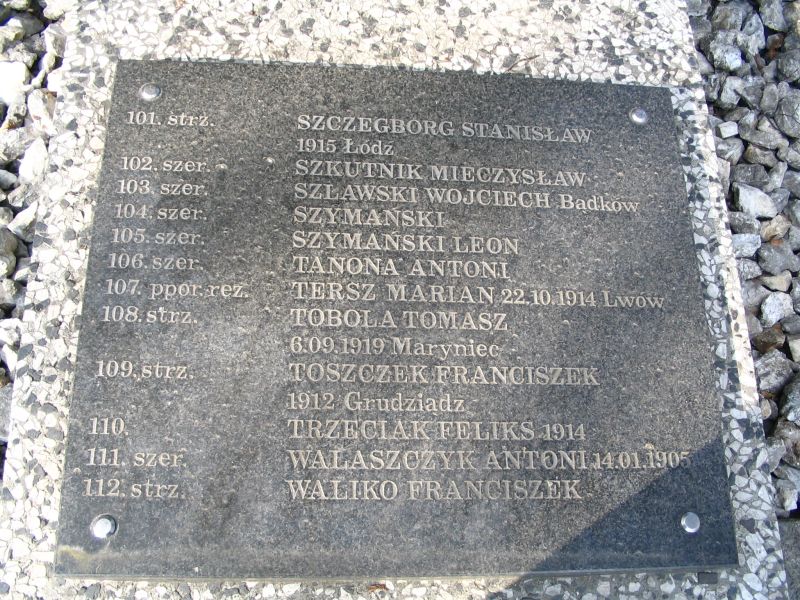 101. strz. SZCZEGBORG STANISŁAW
1915 Łódź
102. szer. SZKUTNIK MIECZYSŁAW
103. szer. SZLAWSKI WOJCIECH Badków
104. szer. SZYMAŃSKI
105. szer. SZYMAŃSKI LEON
106. szer. TANONA ANTONI
107. ppor. rez. TERSZ MARIAN 22.10.1914 Lwów
108. strz. TOBOLA TOMASZ
6.09.1919 Maryniec
109. strz. TOSZCZEK FRANCISZEK
1912 Grudziadz
110. TRZECIAK FELIKS 1914
111. szer. WALASZCZYK ANTONI 14.01.1905
112. strz. WALIKO FRANCISZEK